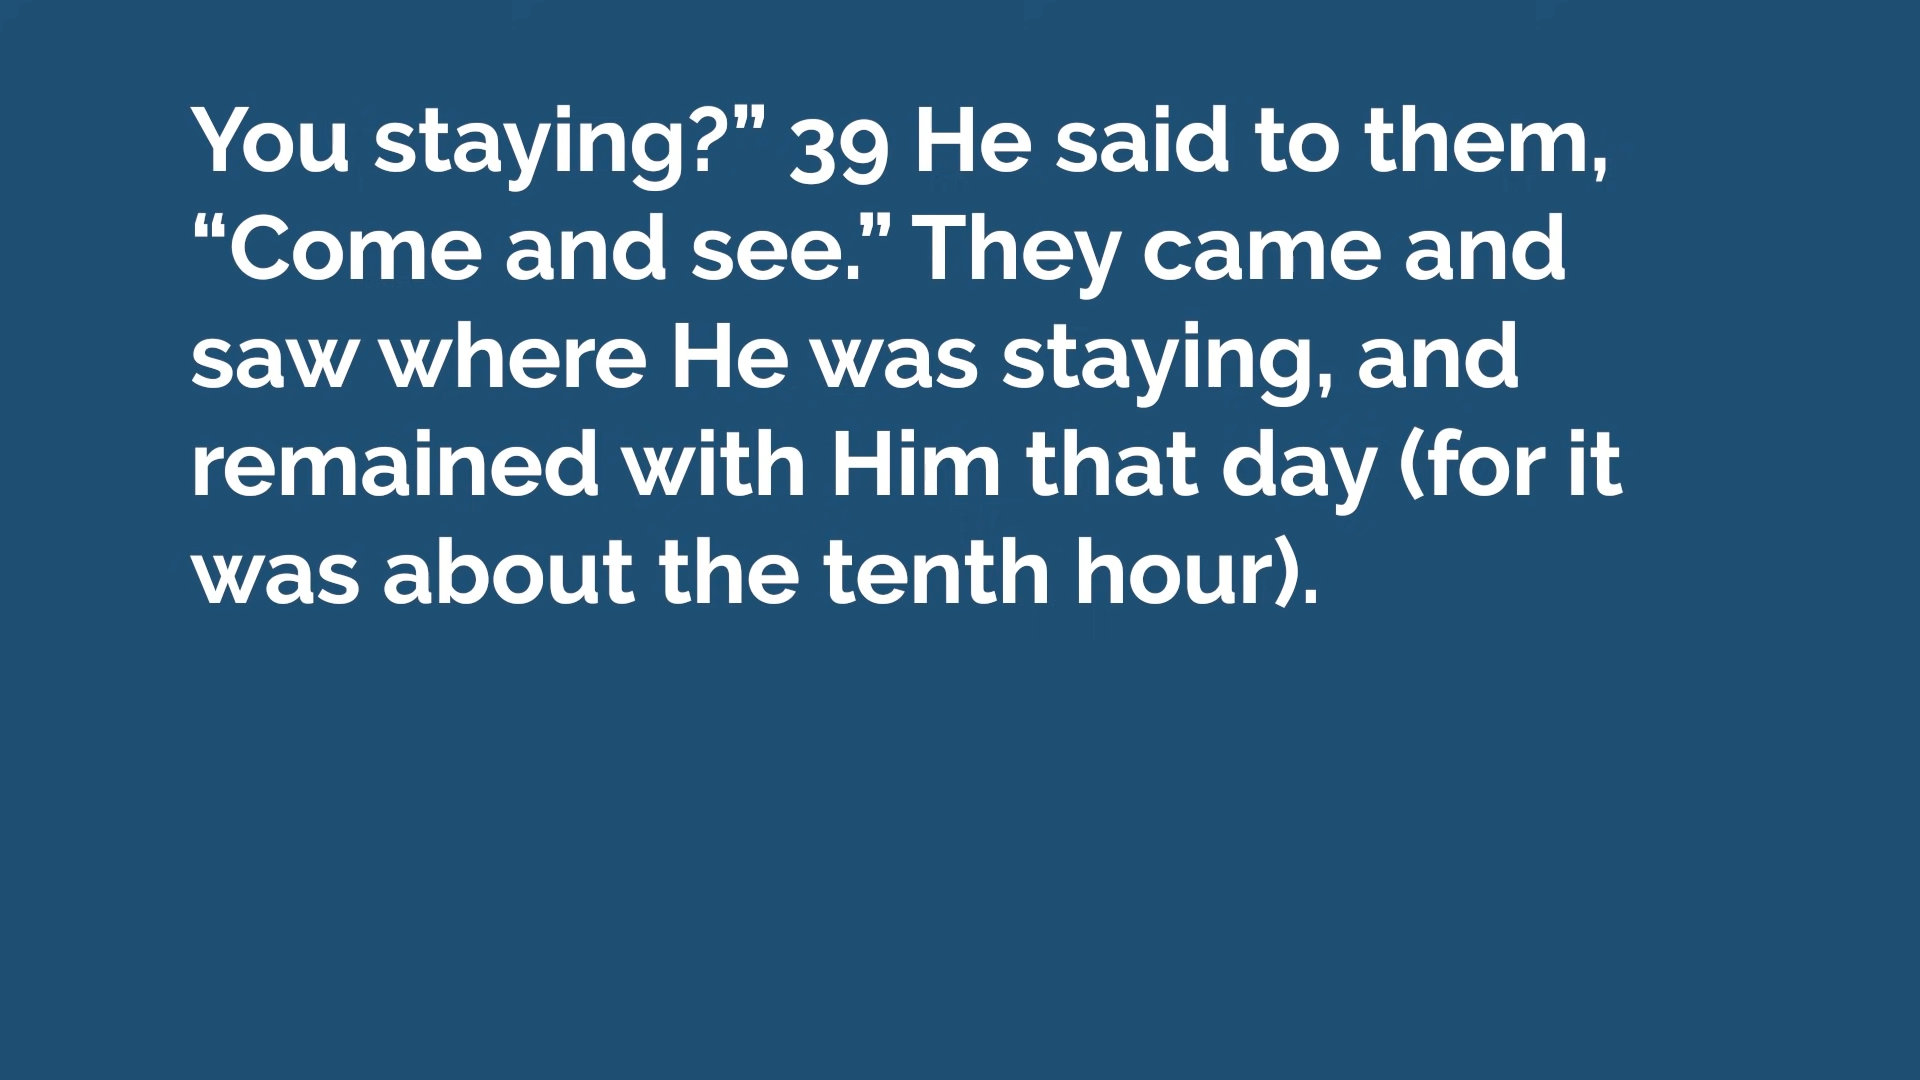 You staying?” 39 He said to them,
“Come and see.” They came and
saw where He was staying, and
remained with Him that day (for it
was about the tenth hour).